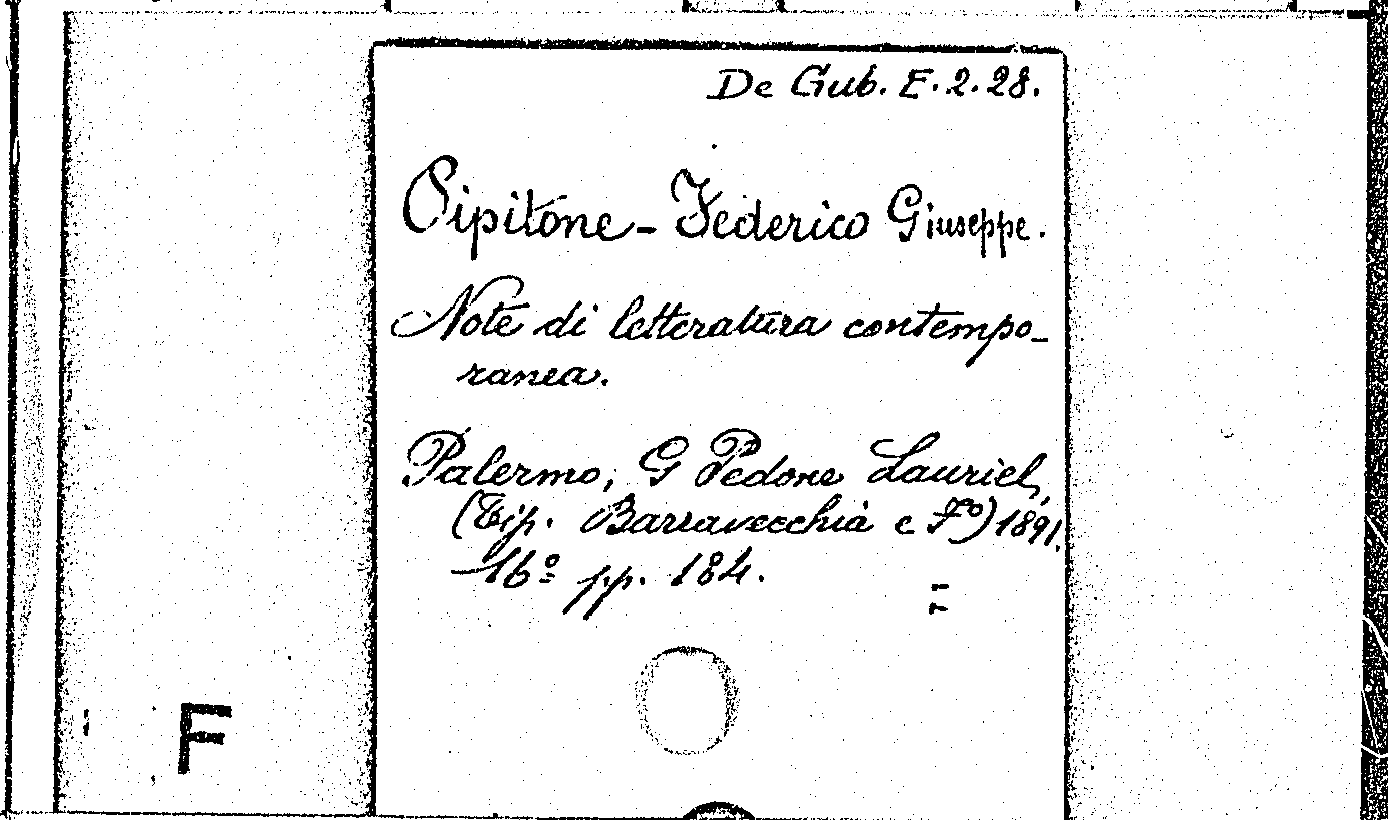 De Gub. E. 2. 28.
Pipitone-Federico Giuseppe.
Note di letteratura contempo-
ranea.
Palermo, G Pedone Lauriel,
(Tip. Barravecchia e F°) 1891.
16° pp. 184.
F